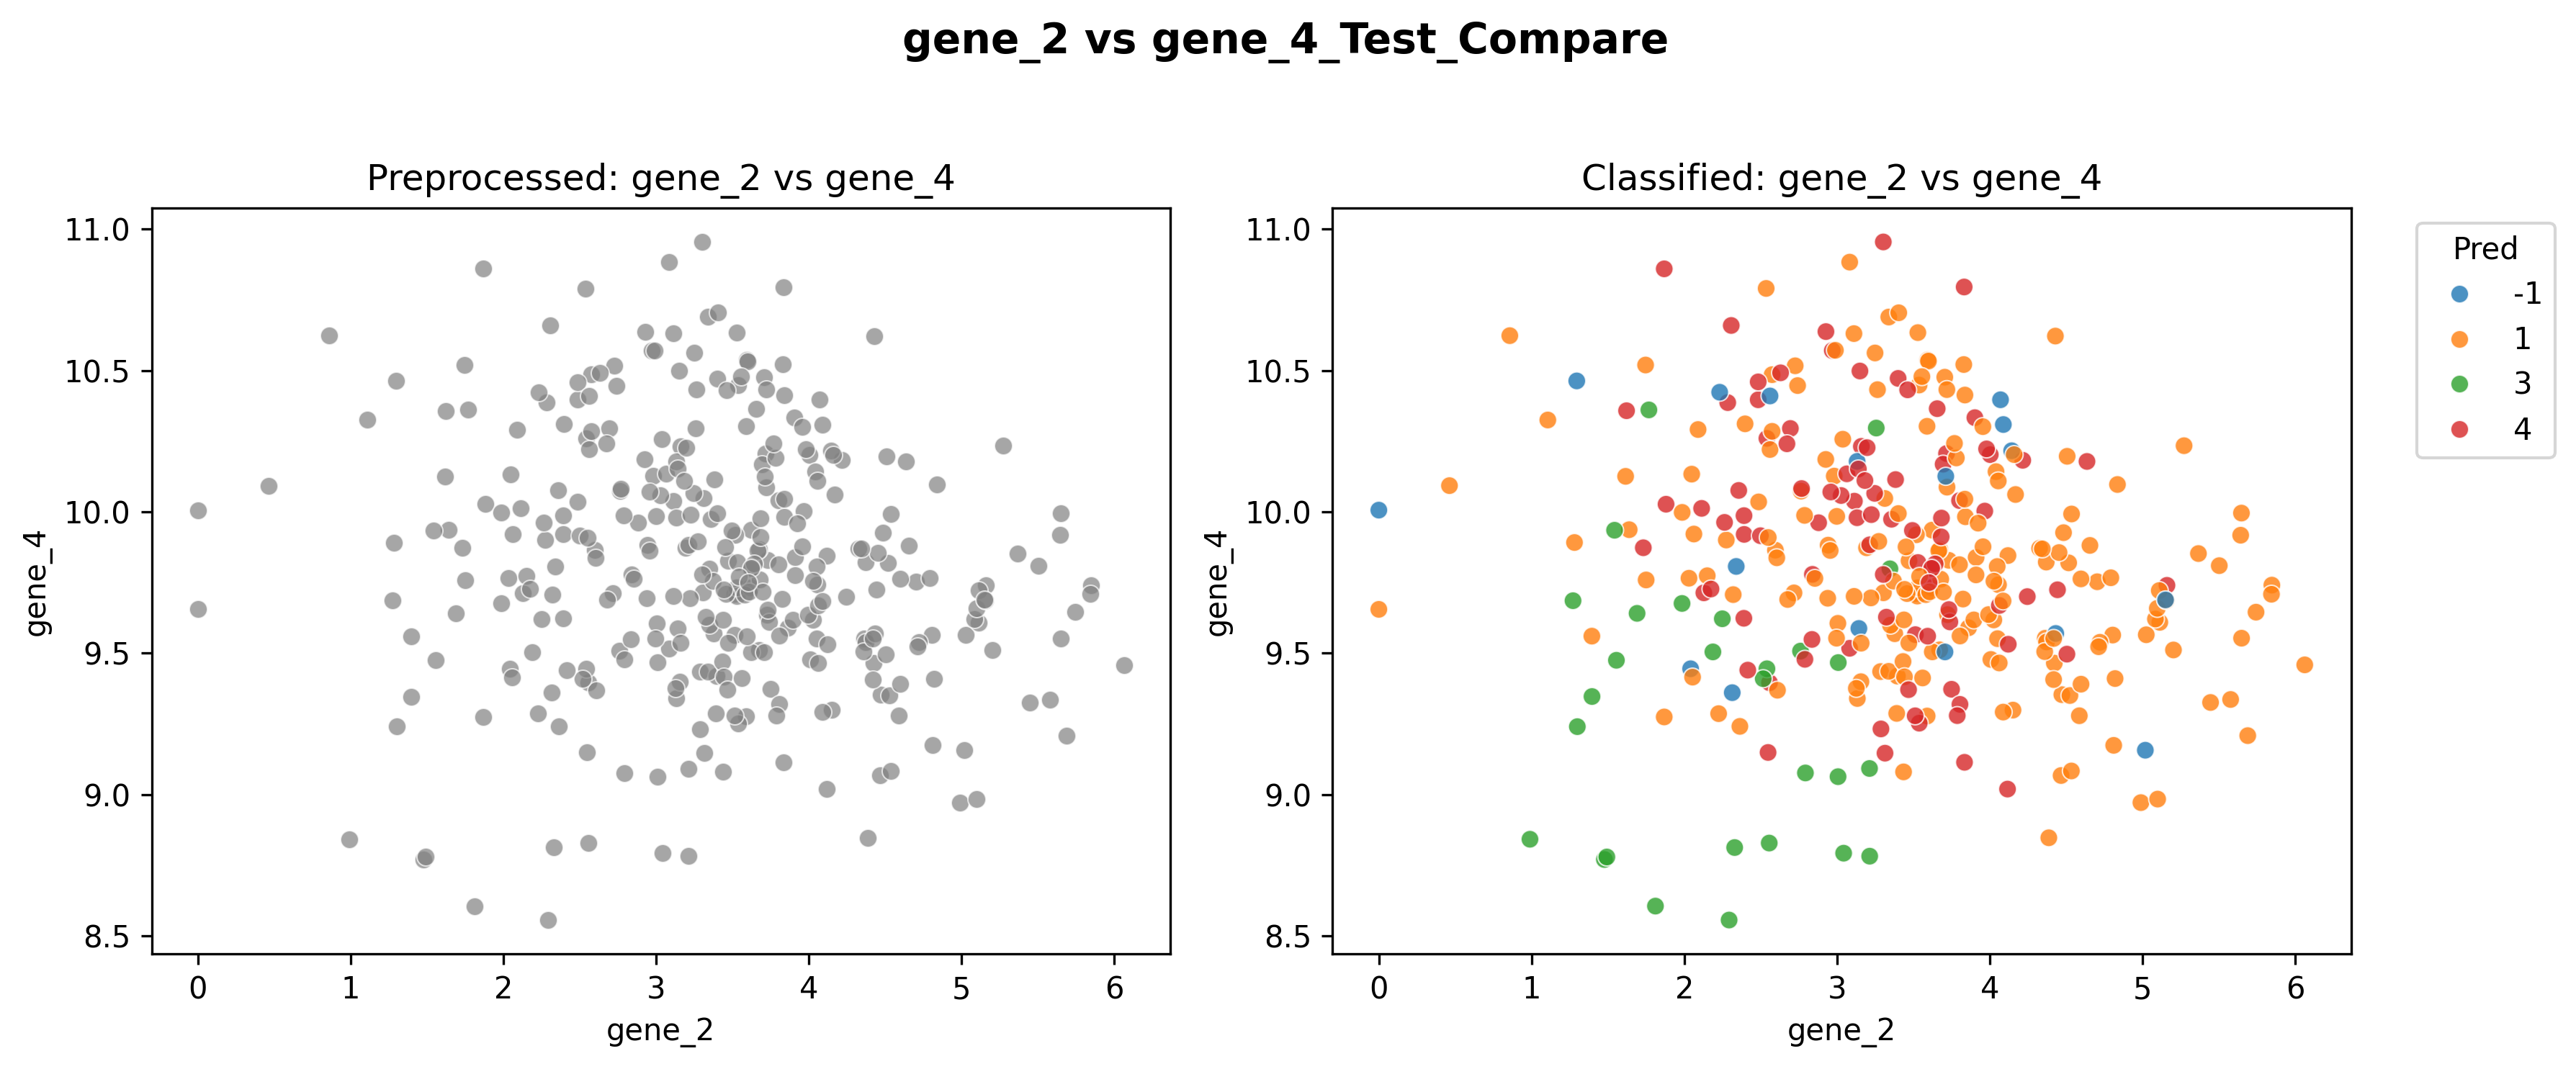 gene_2 vs gene_4_Test_Compare
Preprocessed: gene_2 vs gene_4
gene_4
11.0
10.5
10.0
9.5
9.0
8.5
0 1 2 3 4 5 6
gene_2
Classified: gene_2 vs gene_4
gene_4
11.0
10.5
10.0
9.5
9.0
8.5
0 1 2 3 4 5 6
gene_2
Pred
-1
1
3
4